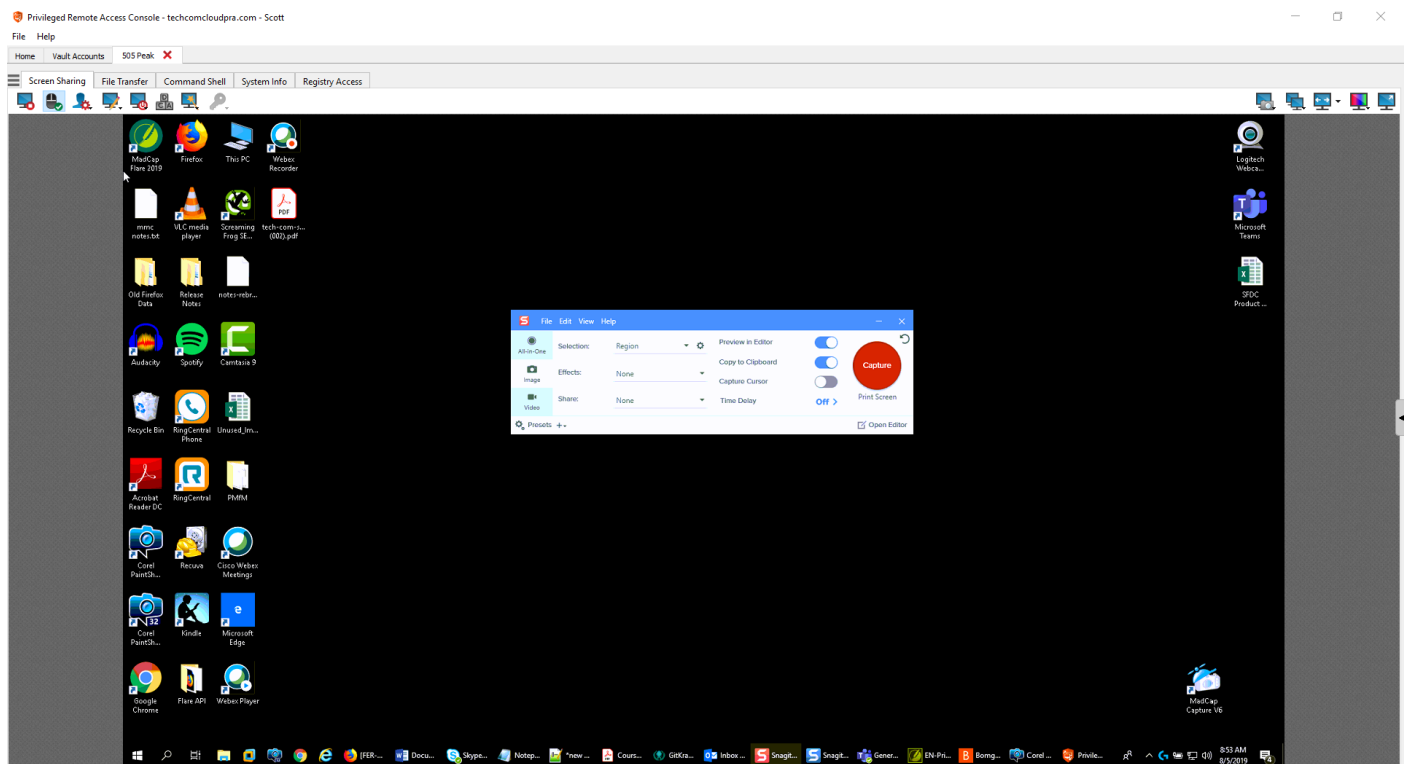 Privileged Remote Access Console - techcomcloudpra.com - Scott
File Help
Home Vault Accounts 505 Peak
Screen Sharing File Transfer Command Shell System Info Registry Access
MadCap Flare 2019
Firefox
This PC
Webex Recorder
Logitech Webca...
mmc notes.txt
VLC media player
Screaming Frog SE...
PDF
tech-com-s... (002).pdf
Microsoft Teams
Old Firefox Data
Release Notes
notes-rebr...
SFDC Product ...
Audacity
Spotify
Camtasia 9
File Edit View Help
All-in-One
Image
Video
Selection: Region
Effects: None
Share: None
Preview in Editor
Copy to Clipboard
Capture Cursor
Time Delay Off >
Capture
Print Screen
Presets
Open Editor
Recycle Bin
RingCentral Phone
Unused_Im...
Acrobat Reader DC
RingCentral
PMfM
Corel PaintSh...
Recuva
Cisco Webex Meetings
32
Corel PaintSh...
Kindle
Microsoft Edge
Google Chrome
Flare API
Webex Player
MadCap Capture V6
[FER-... Docu... Skype... Notep... *new ... Cours... GitKra... Inbox ... Snagit... Snagit... Gener... EN-Pri... Bomg... Corel ... Privile...
8:53 AM
8/5/2019